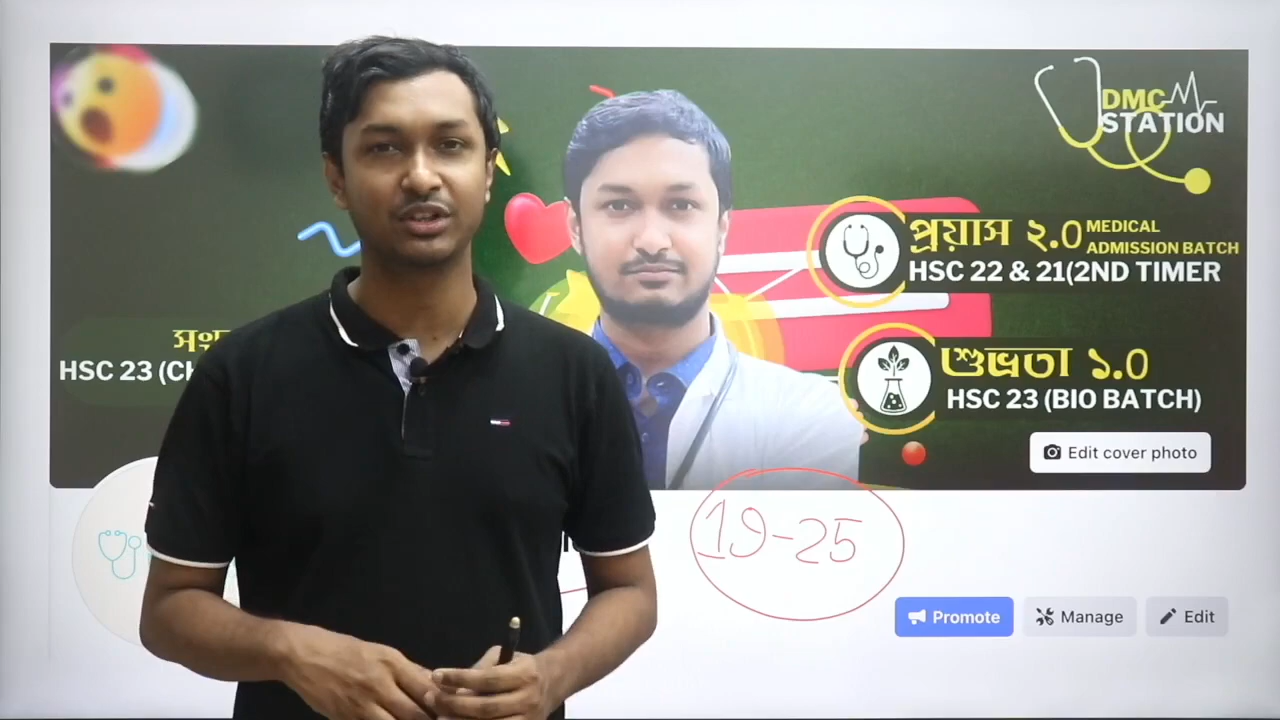 DMC
STATION
প্রয়াস ২.০ MEDICAL
ADMISSION BATCH
HSC 22 & 21(2ND TIMER
HSC 23
শুভ্রতা ১.০
HSC 23 (BIO BATCH)
Edit cover photo
19-25
Promote Manage Edit